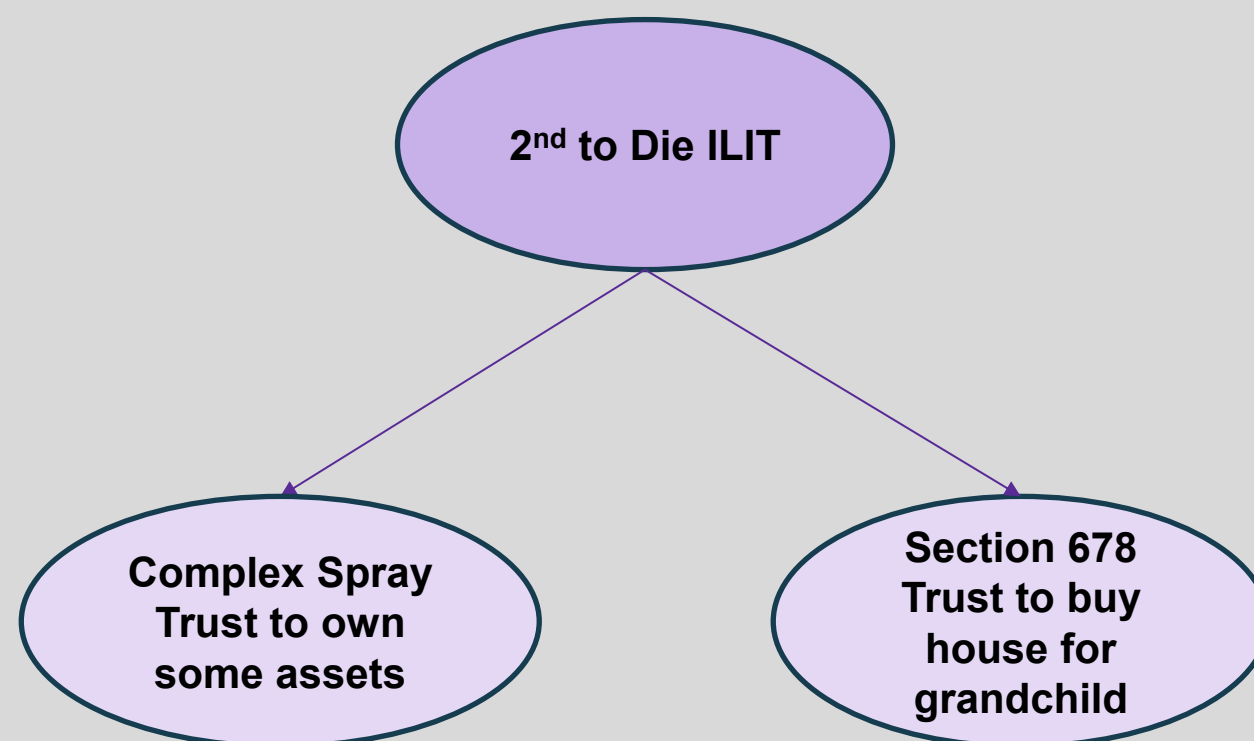 2nd to Die ILIT
Complex Spray
Trust to own
some assets
Section 678
Trust to buy
house for
grandchild